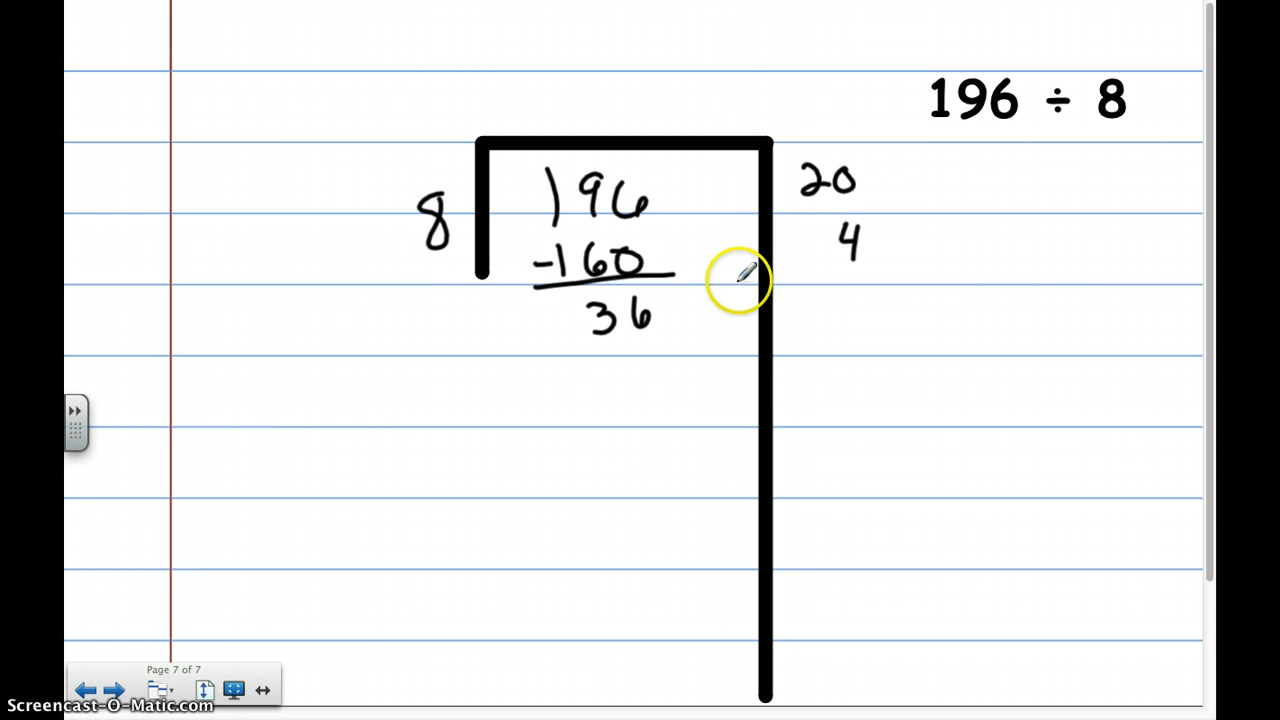 196 ÷ 8
8 196 20
-160 4
36
Page 7 of 7
Screencast-O-Matic.com